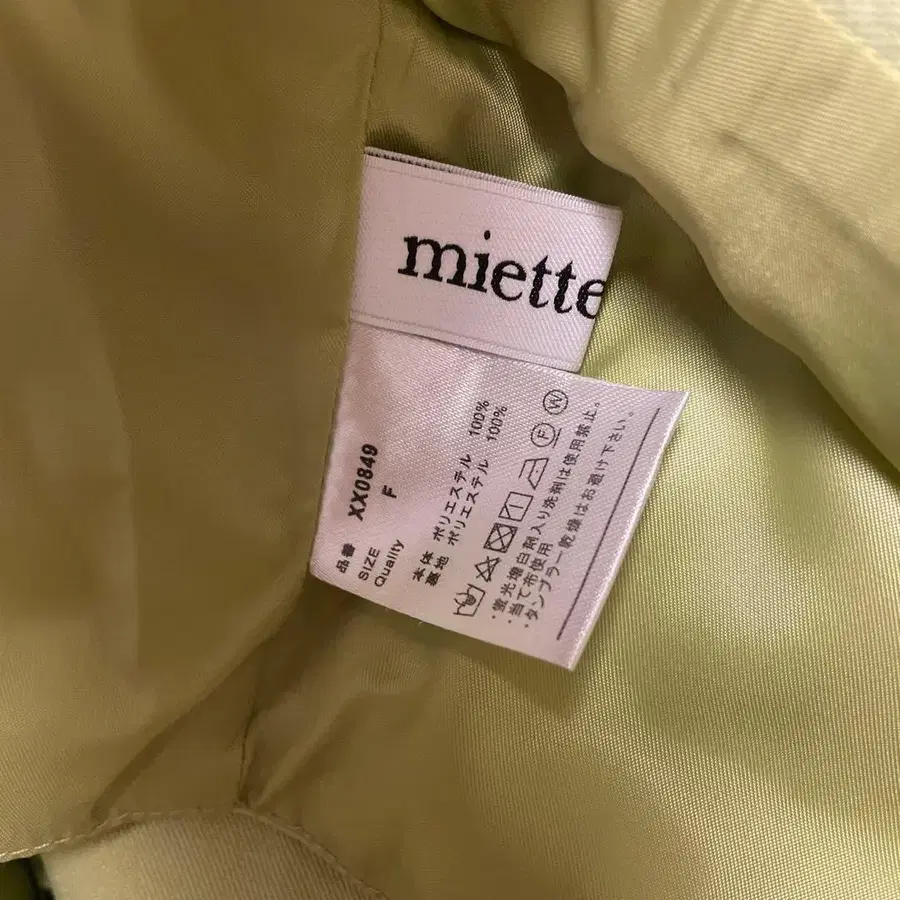 miette
品番 XX0849
SIZE F
Quality
本体 ポリエステル 100%
裏地 ポリエステル 100%
F W
・蛍光増白剤入り洗剤は使用禁止。
・当て布使用
・タンブラー乾燥はお避け下さい。